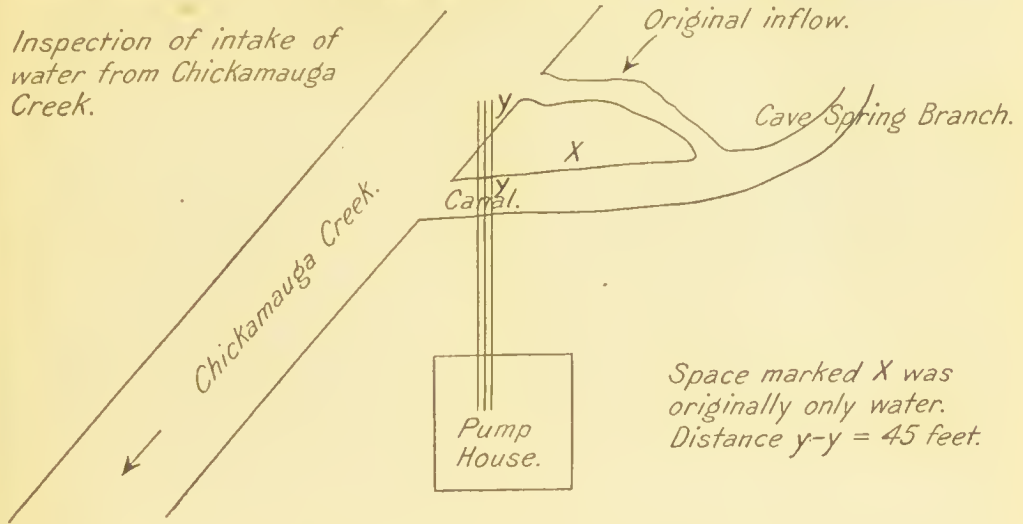 Inspection of intake of
water from Chickamauga
Creek.
Original inflow.
Cave Spring Branch.
y
X
y
Canal.
Chickamauga Creek.
Pump
House.
Space marked X was
originally only water.
Distance y-y = 45 feet.